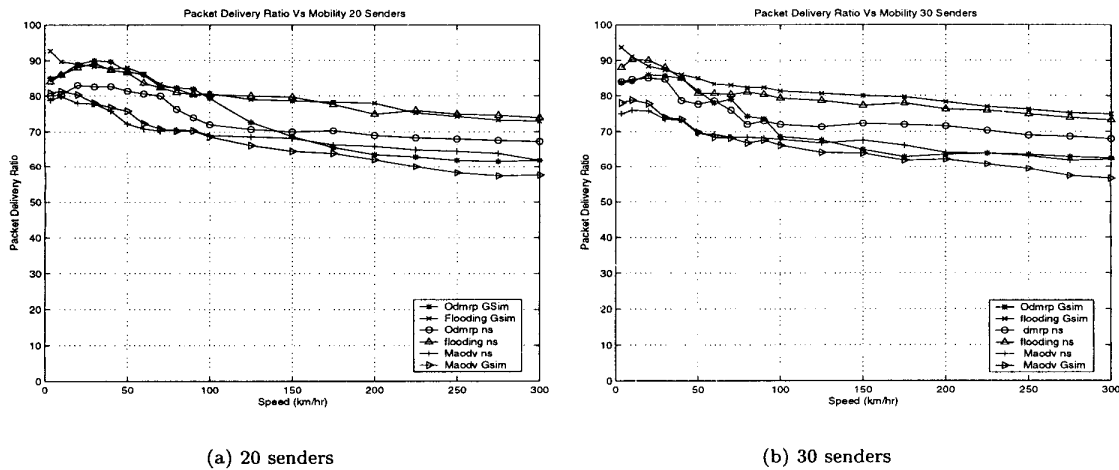 Packet Delivery Ratio Vs Mobility 20 Senders
100
90
80
70
60
50
40
30
20
10
0
Packet Delivery Ratio
0
50
100
150
200
250
300
Speed (km/hr)
Odmrp GSim
Flooding Gsim
Odmrp ns
flooding ns
Maodv ns
Maodv Gsim
(a) 20 senders
Packet Delivery Ratio Vs Mobility 30 Senders
100
90
80
70
60
50
40
30
20
10
0
Packet Delivery Ratio
0
50
100
150
200
250
300
Speed (km/hr)
Odmrp GSim
flooding Gsim
dmrp ns
flooding ns
Maodv ns
Maodv Gsim
(b) 30 senders